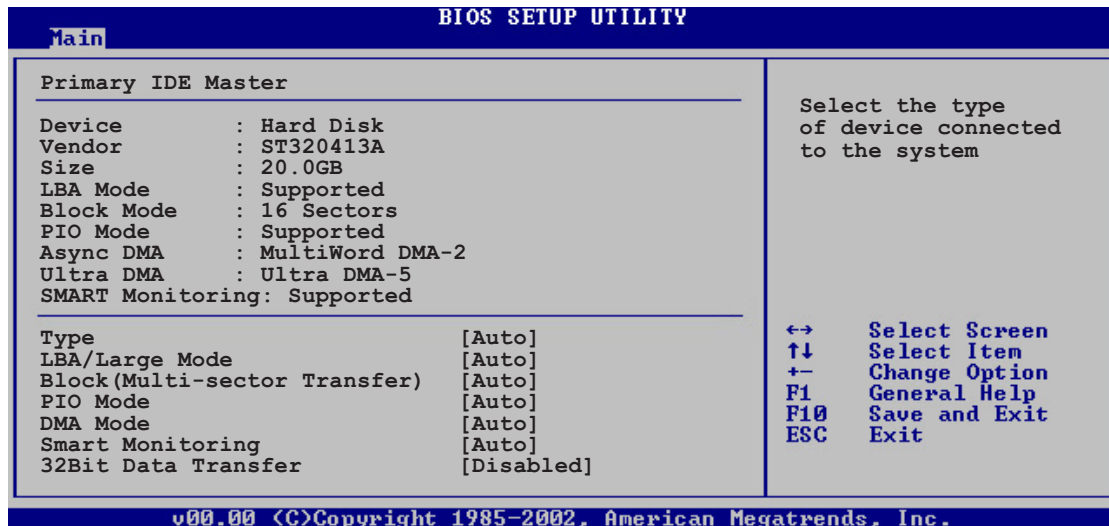 BIOS SETUP UTILITY
Main
Primary IDE Master
Device : Hard Disk
Vendor : ST320413A
Size : 20.0GB
LBA Mode : Supported
Block Mode : 16 Sectors
PIO Mode : Supported
Async DMA : MultiWord DMA-2
Ultra DMA : Ultra DMA-5
SMART Monitoring: Supported
Type [Auto]
LBA/Large Mode [Auto]
Block(Multi-sector Transfer) [Auto]
PIO Mode [Auto]
DMA Mode [Auto]
Smart Monitoring [Auto]
32Bit Data Transfer [Disabled]
Select the type
of device connected
to the system
←→ Select Screen
↑↓ Select Item
+- Change Option
F1 General Help
F10 Save and Exit
ESC Exit
v00.00 (C)Copyright 1985-2002, American Megatrends, Inc.